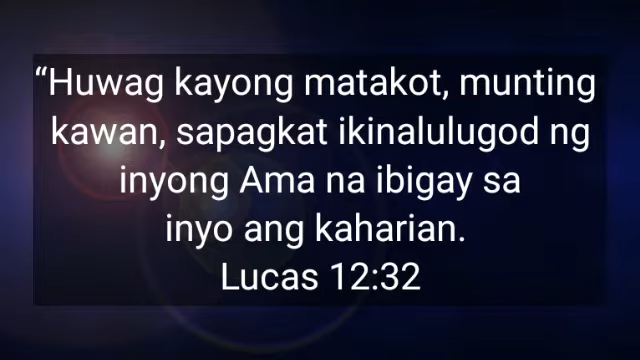 “Huwag kayong matakot, munting
kawan, sapagkat ikinalulugod ng
inyong Ama na ibigay sa
inyo ang kaharian.
Lucas 12:32